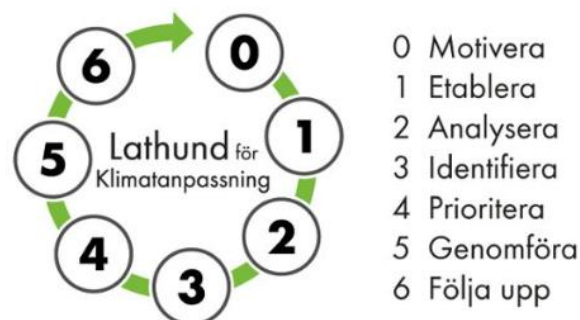 0
1
2
3
4
5
6
Lathund för
Klimatanpassning
0 Motivera
1 Etablera
2 Analysera
3 Identifiera
4 Prioritera
5 Genomföra
6 Följa upp